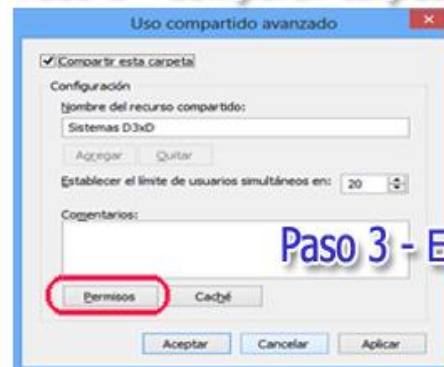 Uso compartido avanzado
Compartir esta carpeta
Configuración
Nombre del recurso compartido:
Sistemas D3xD
Agregar Quitar
Establecer el límite de usuarios simultáneos en: 20
Comentarios:
Paso 3 - E
Permisos Caché
Aceptar Cancelar Aplicar